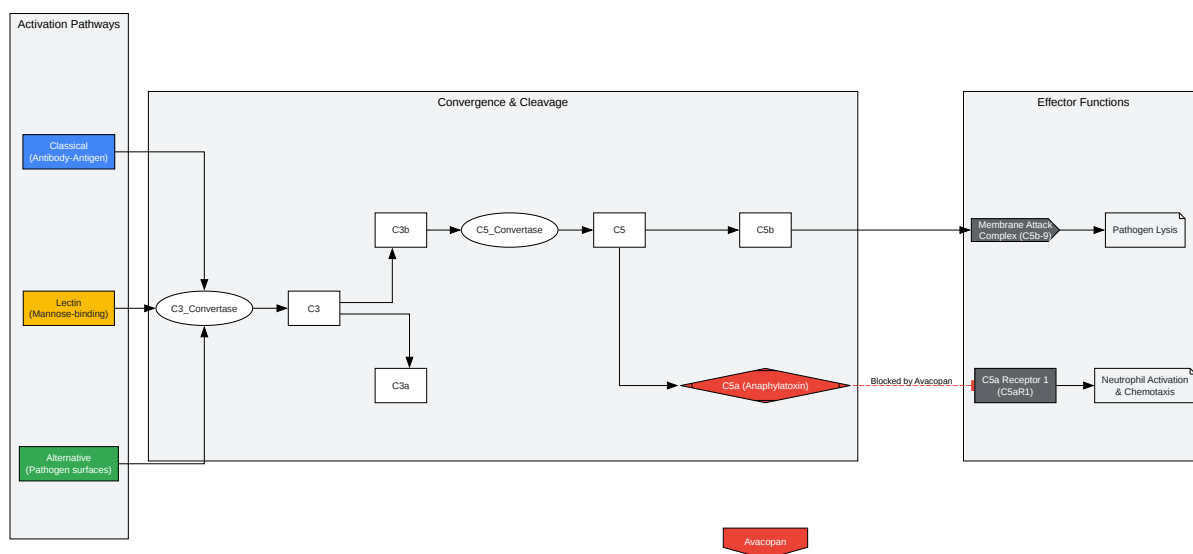 Activation Pathways
Classical
(Antibody-Antigen)
Lectin
(Mannose-binding)
Alternative
(Pathogen surfaces)
Convergence & Cleavage
C3_Convertase
C3
C3b
C3a
C5_Convertase
C5
C5b
C5a (Anaphylatoxin)
Blocked by Avacopan
Effector Functions
Membrane Attack
Complex (C5b-9)
Pathogen Lysis
C5a Receptor 1
(C5aR1)
Neutrophil Activation
& Chemotaxis
Avacopan